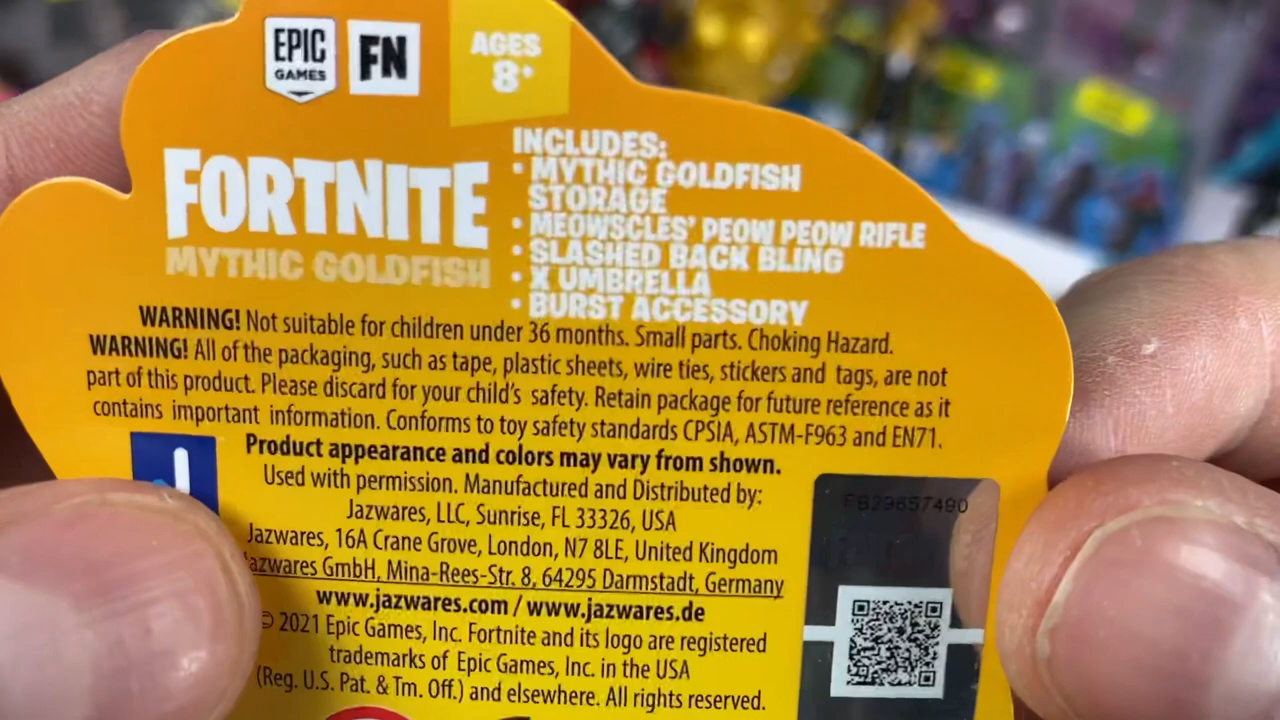 EPIC
GAMES
FN
AGES
8+
FORTNITE
MYTHIC GOLDFISH
INCLUDES:
• MYTHIC GOLDFISH
STORAGE
• MEOWSCLES' PEOW PEOW RIFLE
• SLASHED BACK BLING
• X UMBRELLA
• BURST ACCESSORY
WARNING! Not suitable for children under 36 months. Small parts. Choking Hazard.
WARNING! All of the packaging, such as tape, plastic sheets, wire ties, stickers and tags, are not
part of this product. Please discard for your child's safety. Retain package for future reference as it
contains important information. Conforms to toy safety standards CPSIA, ASTM-F963 and EN71.
Product appearance and colors may vary from shown.
Used with permission. Manufactured and Distributed by:
Jazwares, LLC, Sunrise, FL 33326, USA
Jazwares, 16A Crane Grove, London, N7 8LE, United Kingdom
Jazwares GmbH, Mina-Rees-Str. 8, 64295 Darmstadt, Germany
www.jazwares.com / www.jazwares.de
© 2021 Epic Games, Inc. Fortnite and its logo are registered
trademarks of Epic Games, Inc. in the USA
(Reg. U.S. Pat. & Tm. Off.) and elsewhere. All rights reserved.
FB29657490